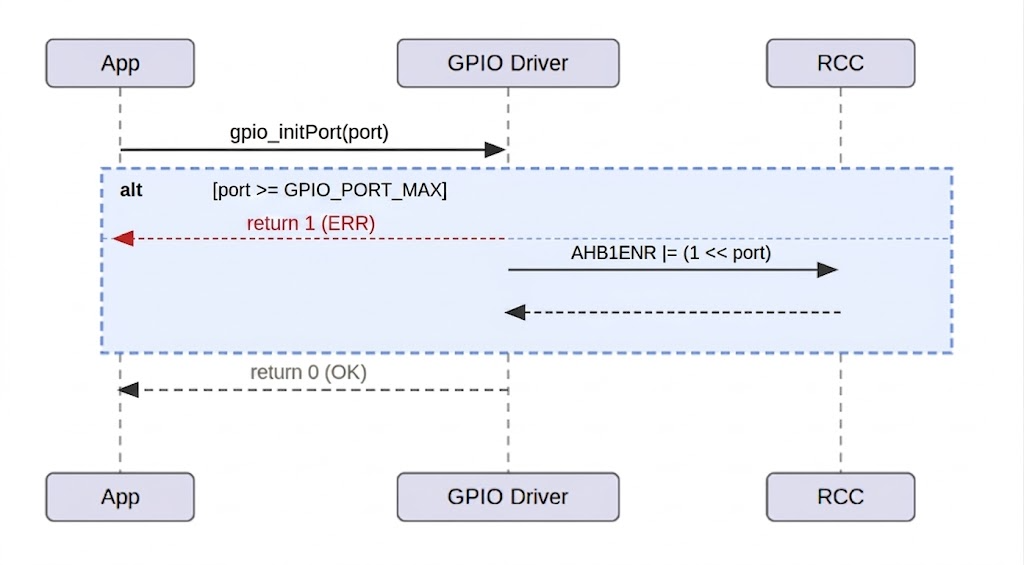 App
GPIO Driver
RCC
gpio_initPort(port)
alt [port >= GPIO_PORT_MAX]
return 1 (ERR)
AHB1ENR |= (1 << port)
return 0 (OK)
App
GPIO Driver
RCC